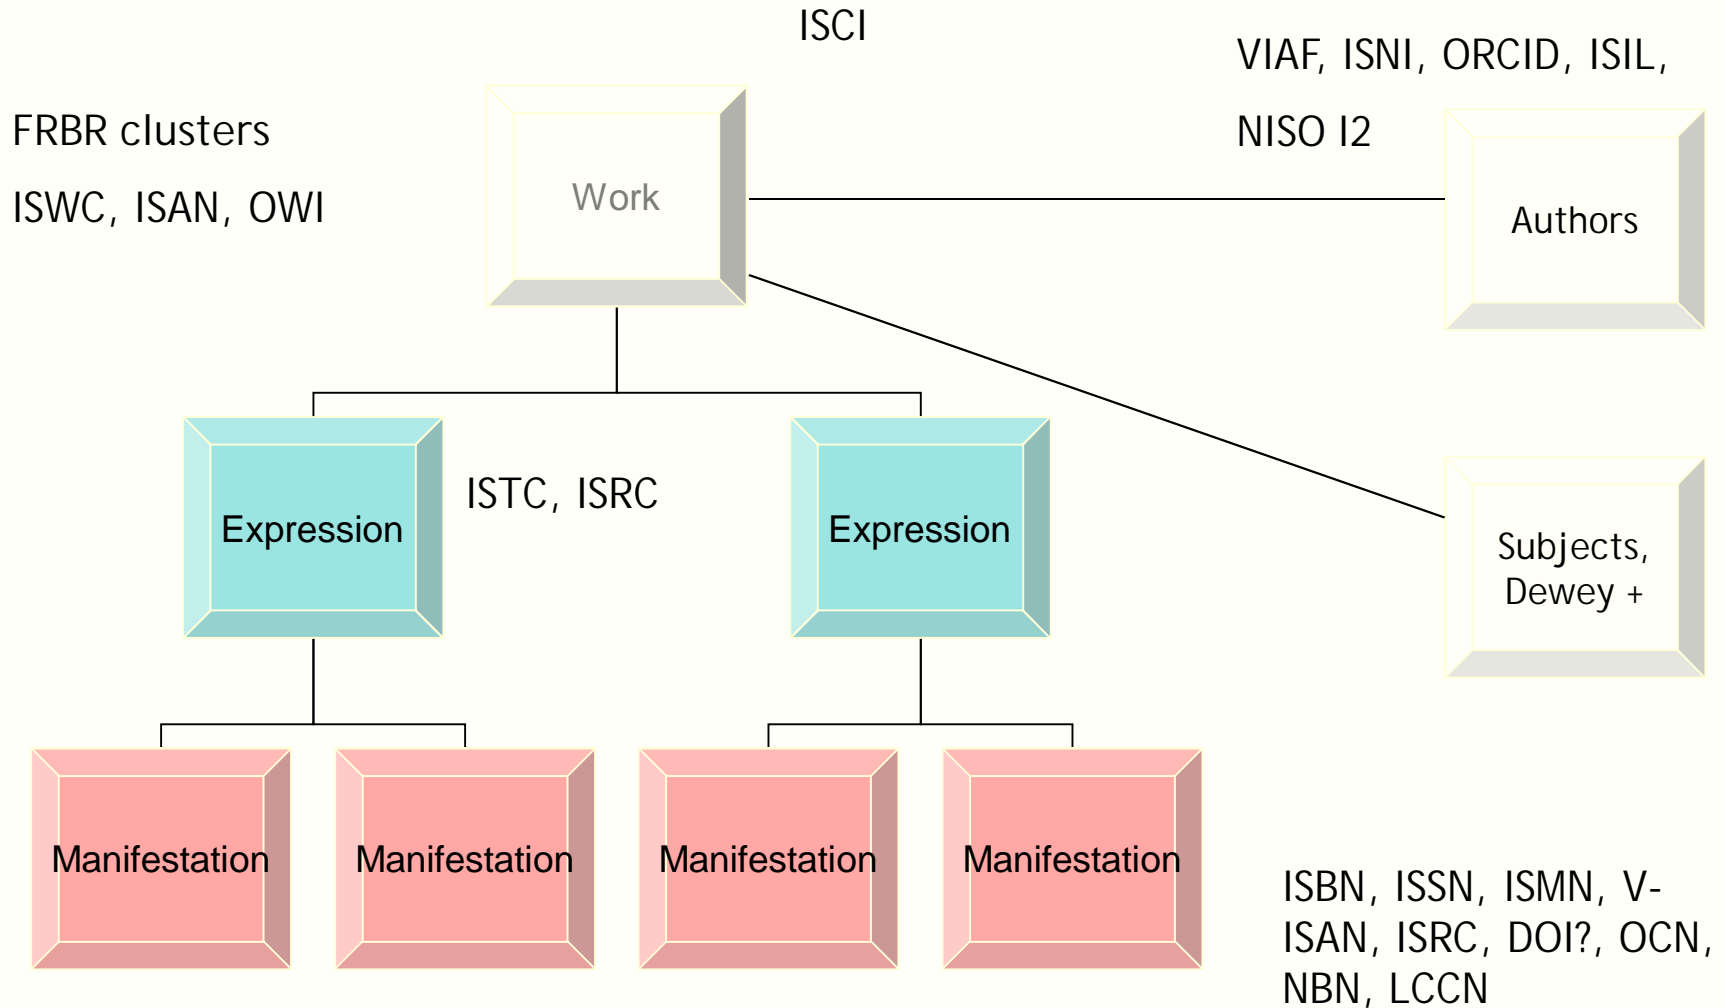 ISCI
VIAF, ISNI, ORCID, ISIL,
NISO I2
FRBR clusters
ISWC, ISAN, OWI
Work
Authors
Expression
ISTC, ISRC
Expression
Subjects,
Dewey +
Manifestation
Manifestation
Manifestation
Manifestation
ISBN, ISSN, ISMN, V-
ISAN, ISRC, DOI?, OCN,
NBN, LCCN